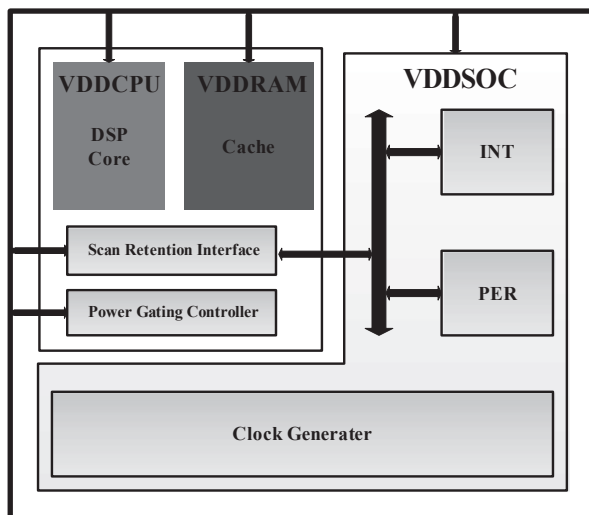 VDDCPU
DSP
Core
VDDRAM
Cache
VDDSOC
INT
PER
Scan Retention Interface
Power Gating Controller
Clock Generater